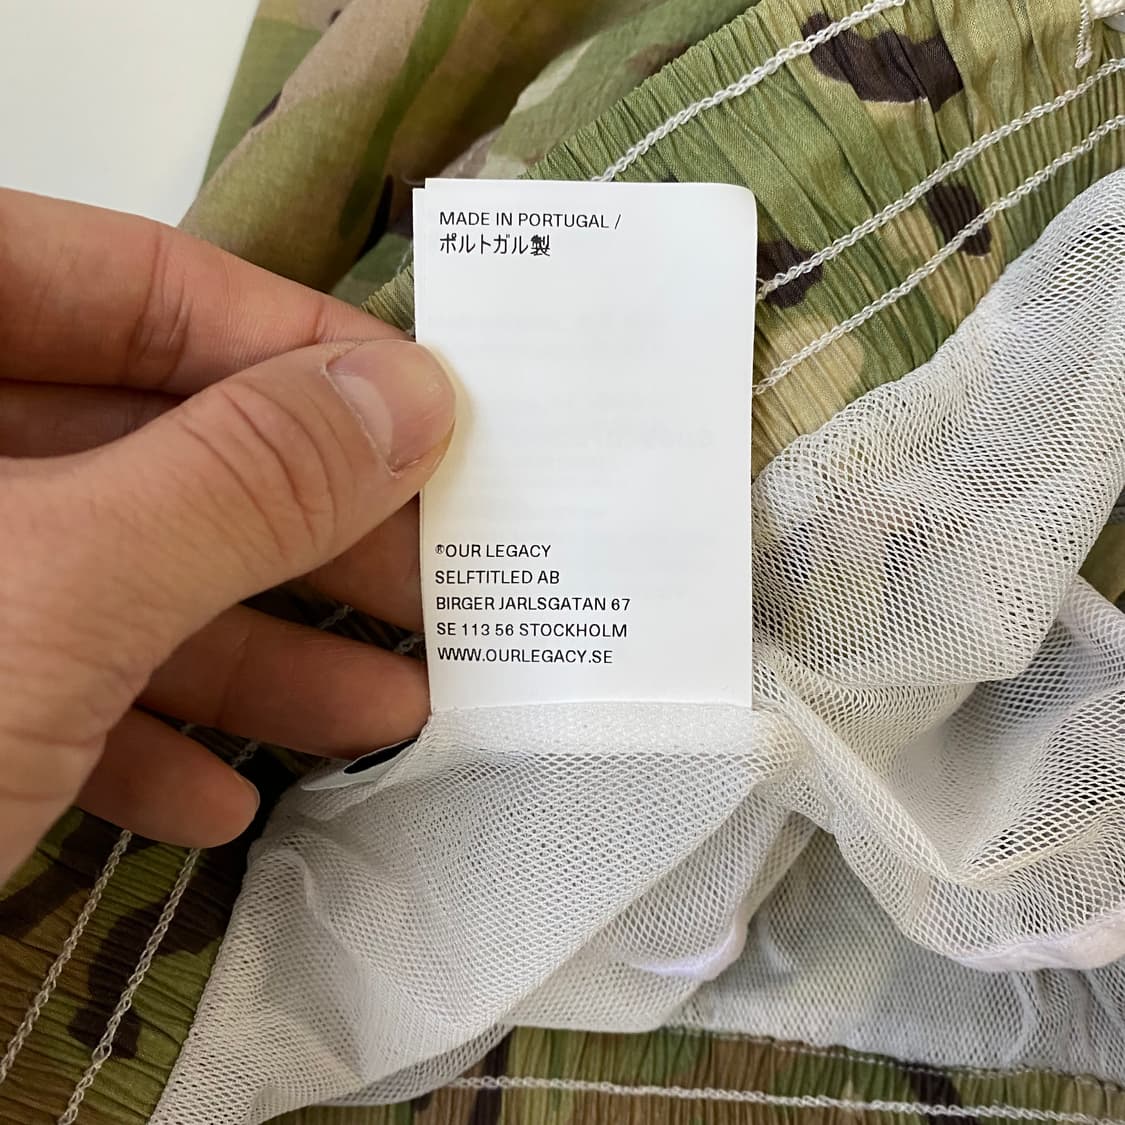 MADE IN PORTUGAL /
ポルトガル製
®OUR LEGACY
SELFTITLED AB
BIRGER JARLSGATAN 67
SE 113 56 STOCKHOLM
WWW.OURLEGACY.SE